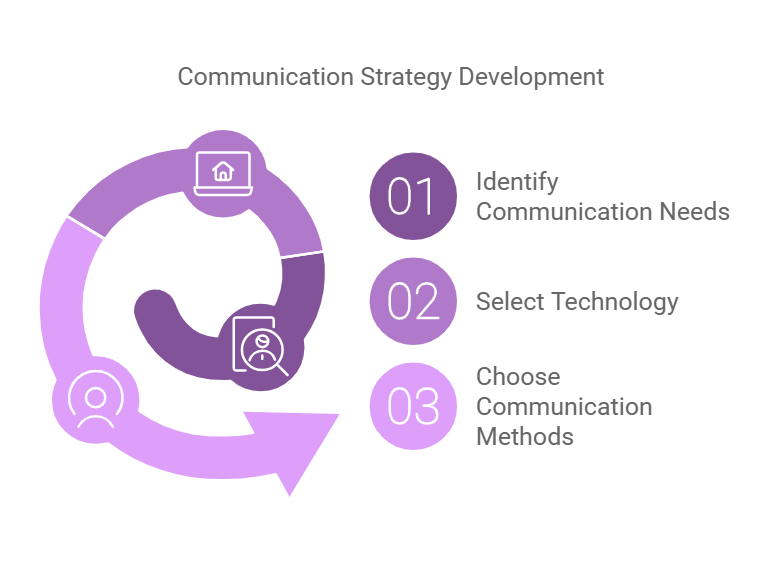 Communication Strategy Development
01
Identify
Communication Needs
02
Select Technology
03
Choose
Communication
Methods